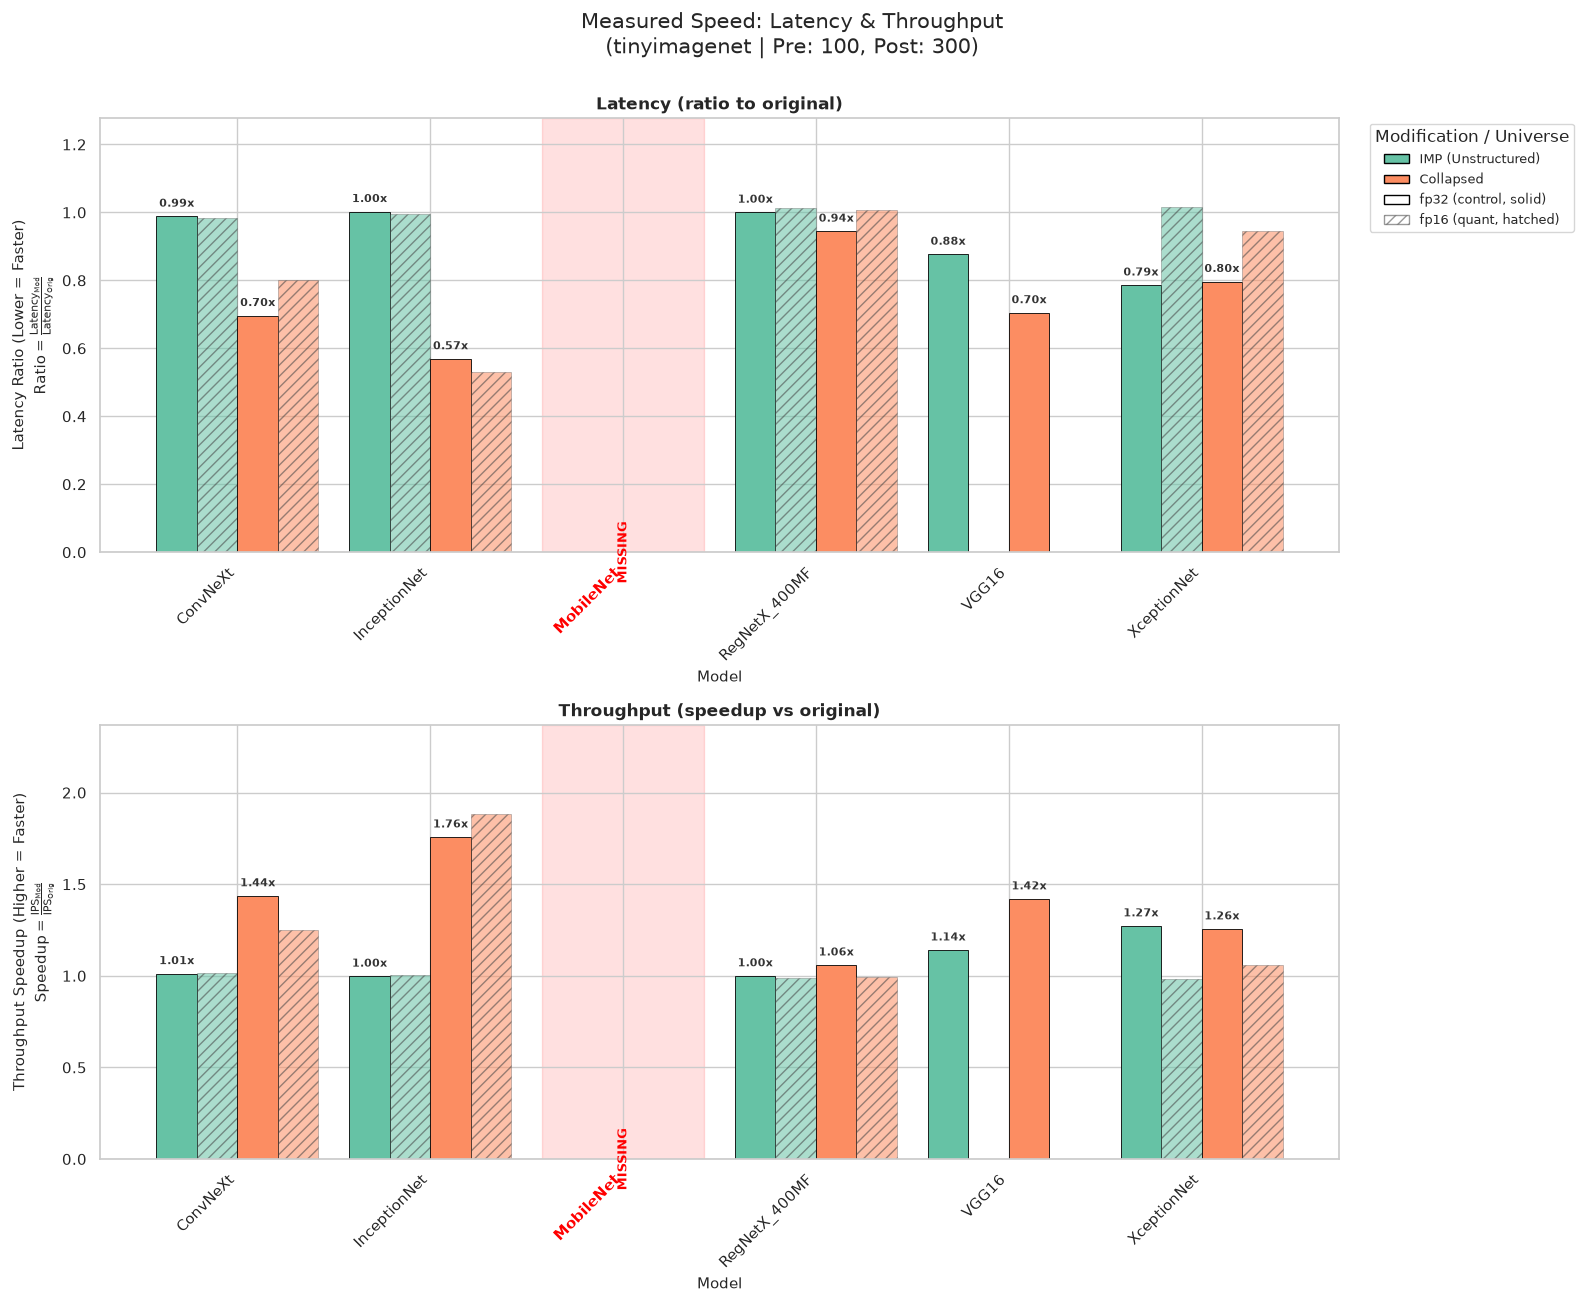 Measured Speed: Latency & Throughput
(tinyimagenet | Pre: 100, Post: 300)
Latency (ratio to original)
Latency Ratio (Lower = Faster)
Ratio = Latency_Mod / Latency_Orig
1.2
1.0
0.8
0.6
0.4
0.2
0.0
0.99x
0.70x
1.00x
0.57x
MISSING
1.00x
0.94x
0.88x
0.70x
0.79x
0.80x
ConvNeXt
InceptionNet
MobileNet
RegNetX_400MF
VGG16
XceptionNet
Model
Modification / Universe
IMP (Unstructured)
Collapsed
fp32 (control, solid)
fp16 (quant, hatched)
Throughput (speedup vs original)
Throughput Speedup (Higher = Faster)
Speedup = IPS_Mod / IPS_Orig
2.0
1.5
1.0
0.5
0.0
1.01x
1.44x
1.00x
1.76x
MISSING
1.00x
1.06x
1.14x
1.42x
1.27x
1.26x
ConvNeXt
InceptionNet
MobileNet
RegNetX_400MF
VGG16
XceptionNet
Model